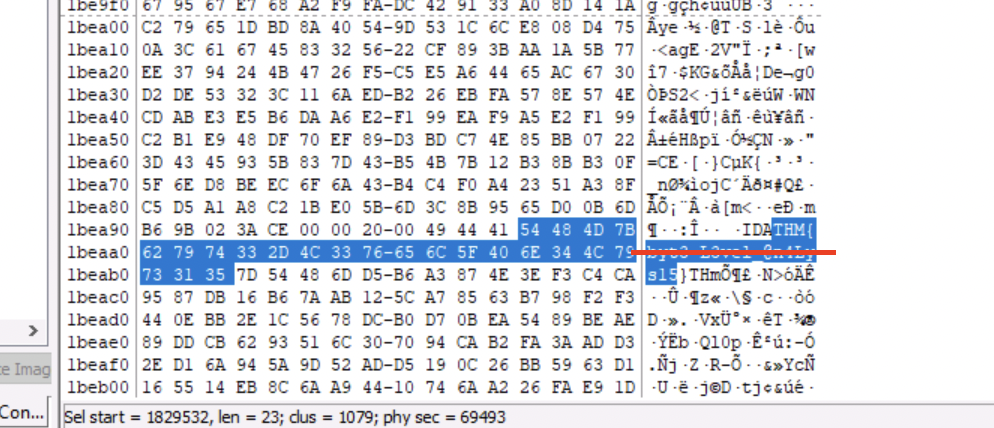 1be9f0 67 95 67 E7 68 A2 F9 FA-DC 42 91 33 A0 8D 14 1A g·gçh¢ùúÜB·3 ···
1bea00 C2 79 65 1D BD 8A 40 54-9D 53 1C 6C E8 08 D4 75 Âye·½·@T·S·lè·Ôu
1bea10 0A 3C 61 67 45 83 32 56-22 CF 89 3B AA 1A 5B 77 ·<agE·2V"Ï·;ª·[w
1bea20 EE 37 94 24 4B 47 26 F5-C5 E5 A6 44 65 AC 67 30 î7·$KG&õÅå¦De¬g0
1bea30 D2 DE 53 32 3C 11 6A ED-B2 26 EB FA 57 8E 57 4E ÒÞS2<·jí²&ëúW·WN
1bea40 CD AB E3 E5 B6 DA A6 E2-F1 99 EA F9 A5 E2 F1 99 Í«ãå¶Ú¦âñ·êù¥âñ·
1bea50 C2 B1 E9 48 DF 70 EF 89-D3 BD C7 4E 85 BB 07 22 Â±éHßpï·Ó½ÇN·»·"
1bea60 3D 43 45 93 5B 83 7D 43-B5 4B 7B 12 B3 8B B3 0F =CE·[·}CµK{·³·³·
1bea70 5F 6E D8 BE EC 6F 6A 43-B4 C4 F0 A4 23 51 A3 8F _nØ¾ìojC´Äð¤#Q£·
1bea80 C5 D5 A1 A8 C2 1B E0 5B-6D 3C 8B 95 65 D0 0B 6D ÅÕ¡¨Â·à[m<··eÐ·m
1bea90 B6 9B 02 3A CE 00 00 20-00 49 44 41 54 48 4D 7B ¶··:Î·· ·IDATHM{
1beaa0 62 79 74 33 2D 4C 33 76-65 6C 5F 40 6E 34 4C 79 byt3-L3vel_@n4Ly
1beab0 73 31 35 7D 54 48 6D D5-B6 A3 87 4E 3E F3 C4 CA s15}THmÕ¶£·N>óÄÊ
1beac0 95 87 DB 16 B6 7A AB 12-5C A7 85 63 B7 98 F2 F3 ··Û·¶z«·\§·c··òó
1bead0 44 0E BB 2E 1C 56 78 DC-B0 D7 0B EA 54 89 BE AE D·».·VxÜ°×·êT·¾®
1beae0 89 DD CB 62 93 51 6C 30-70 94 CA B2 FA 3A AD D3 ·ÝËb·Ql0p·Ê²ú:-Ó
1beaf0 2E D1 6A 94 5A 9D 52 AD-D5 19 0C 26 BB 59 63 D1 .Ñj·Z·R-Õ··&»YcÑ
1beb00 16 55 14 EB 8C 6A A9 44-10 74 6A A2 26 FA E9 1D ·U·ë·j©D·tj¢&úé·
e Imag
Con...
Sel start = 1829532, len = 23; clus = 1079; phy sec = 69493